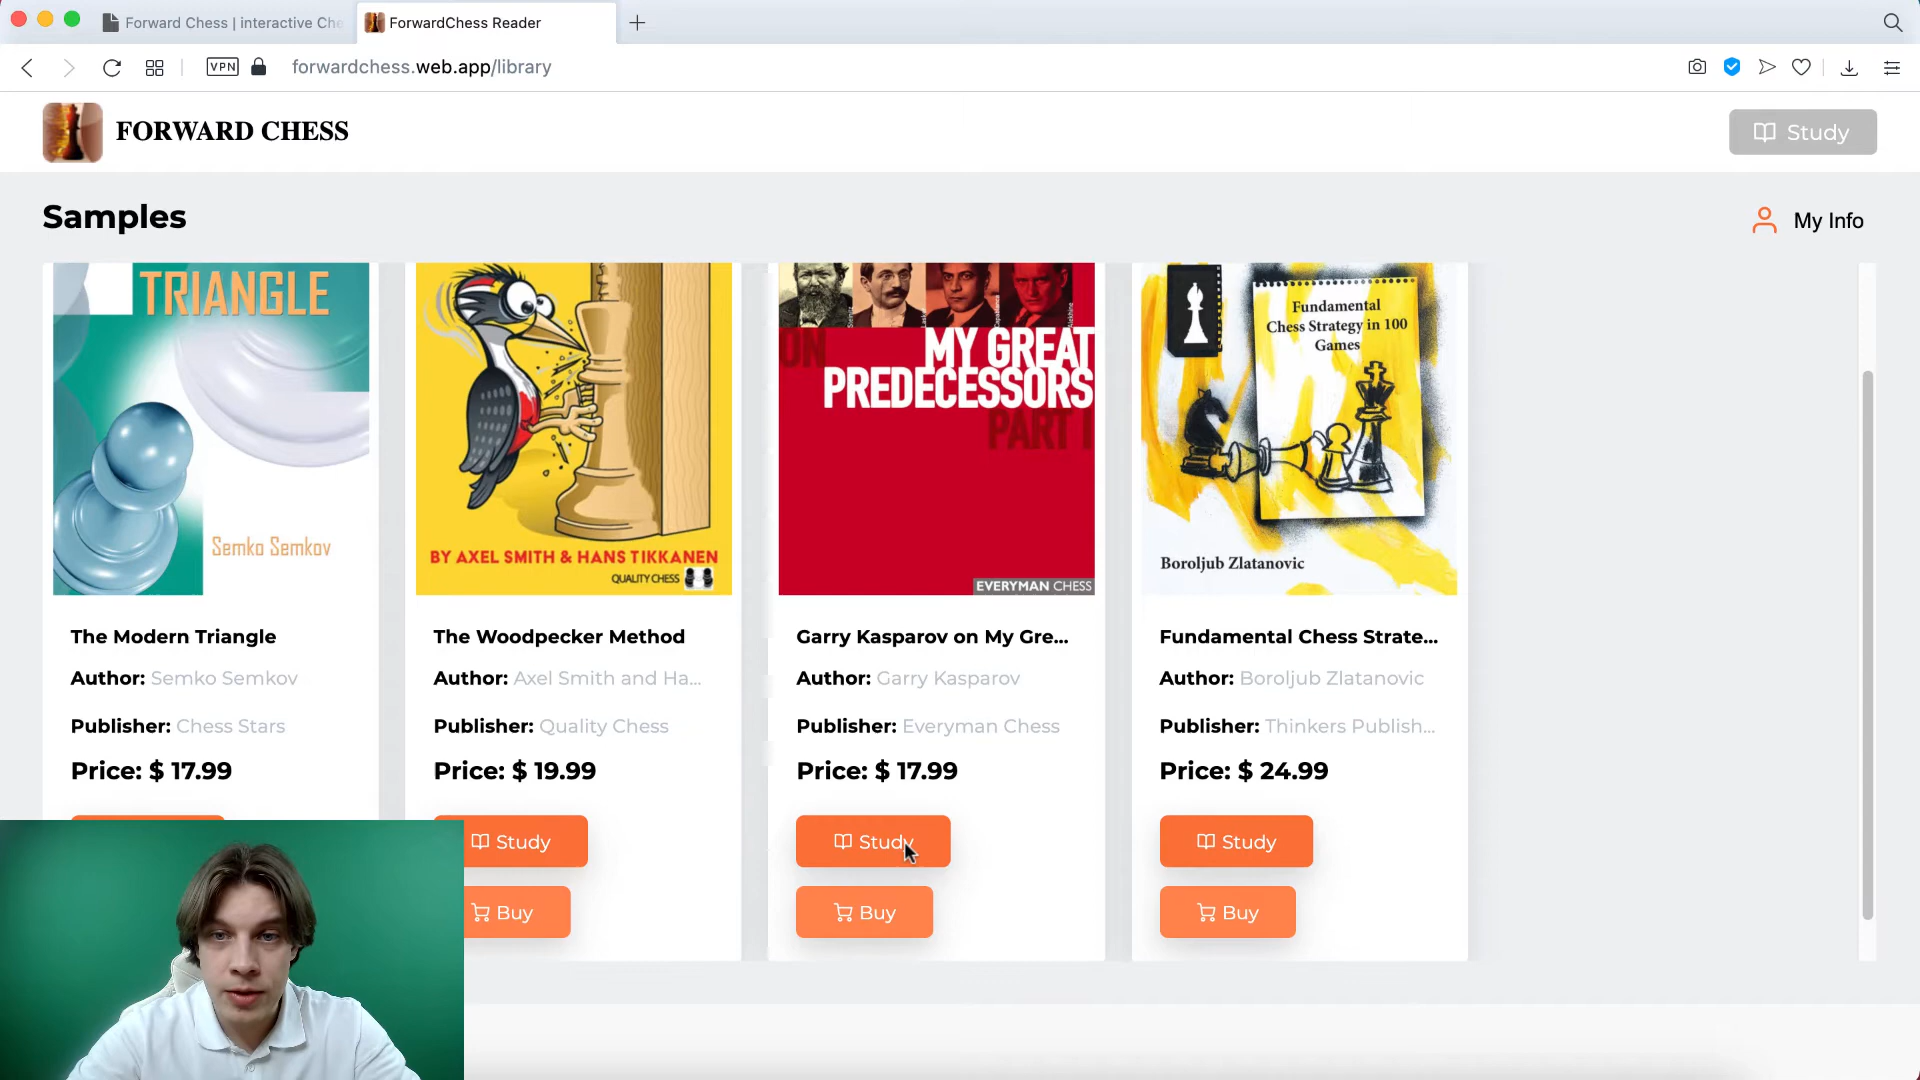 Forward Chess | interactive Che
ForwardChess Reader
VPN
forwardchess.web.app/library
FORWARD CHESS
Study
Samples
My Info
TRIANGLE
Semko Semkov
BY AXEL SMITH & HANS TIKKANEN
QUALITY CHESS
Steinitz
Lasker
Capablanca
Alekhine
ON
MY GREAT
PREDECESSORS
PART I
EVERYMAN CHESS
Fundamental
Chess Strategy in 100
Games
Boroljub Zlatanovic
The Modern Triangle
Author: Semko Semkov
Publisher: Chess Stars
Price: $ 17.99
The Woodpecker Method
Author: Axel Smith and Ha...
Publisher: Quality Chess
Price: $ 19.99
Study
Buy
Garry Kasparov on My Gre...
Author: Garry Kasparov
Publisher: Everyman Chess
Price: $ 17.99
Study
Buy
Fundamental Chess Strate...
Author: Boroljub Zlatanovic
Publisher: Thinkers Publish...
Price: $ 24.99
Study
Buy